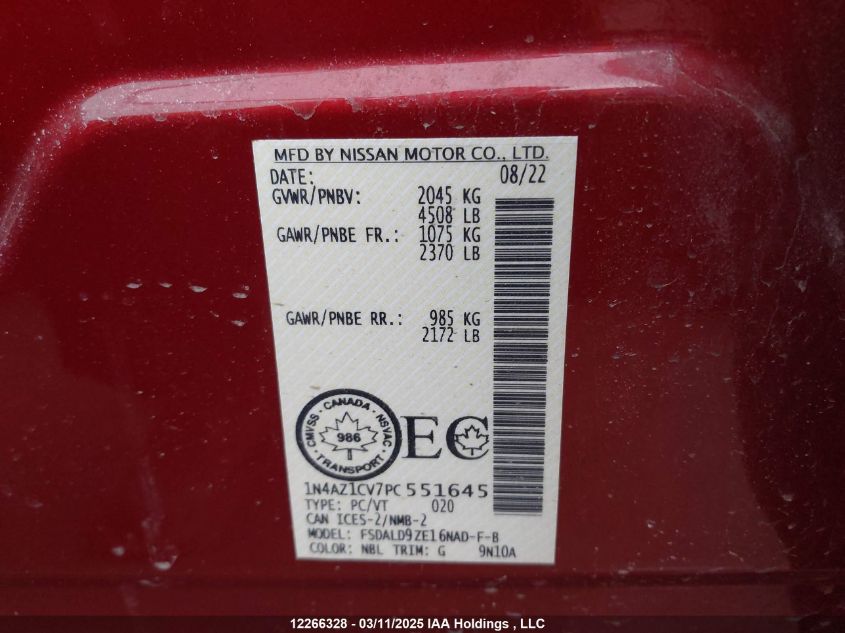 MFD BY NISSAN MOTOR CO., LTD.
DATE: 08/22
GVWR/PNBV: 2045 KG
4508 LB
GAWR/PNBE FR.: 1075 KG
2370 LB
GAWR/PNBE RR.: 985 KG
2172 LB
CANADA
CMVSS NSVAC
986
TRANSPORT
EC
1N4AZ1CV7PC551645
TYPE: PC/VT 020
CAN ICES-2/NMB-2
MODEL: FSDALD9ZE16NAD-F-B
COLOR: NBL TRIM: G 9N10A
12266328 - 03/11/2025 IAA Holdings , LLC